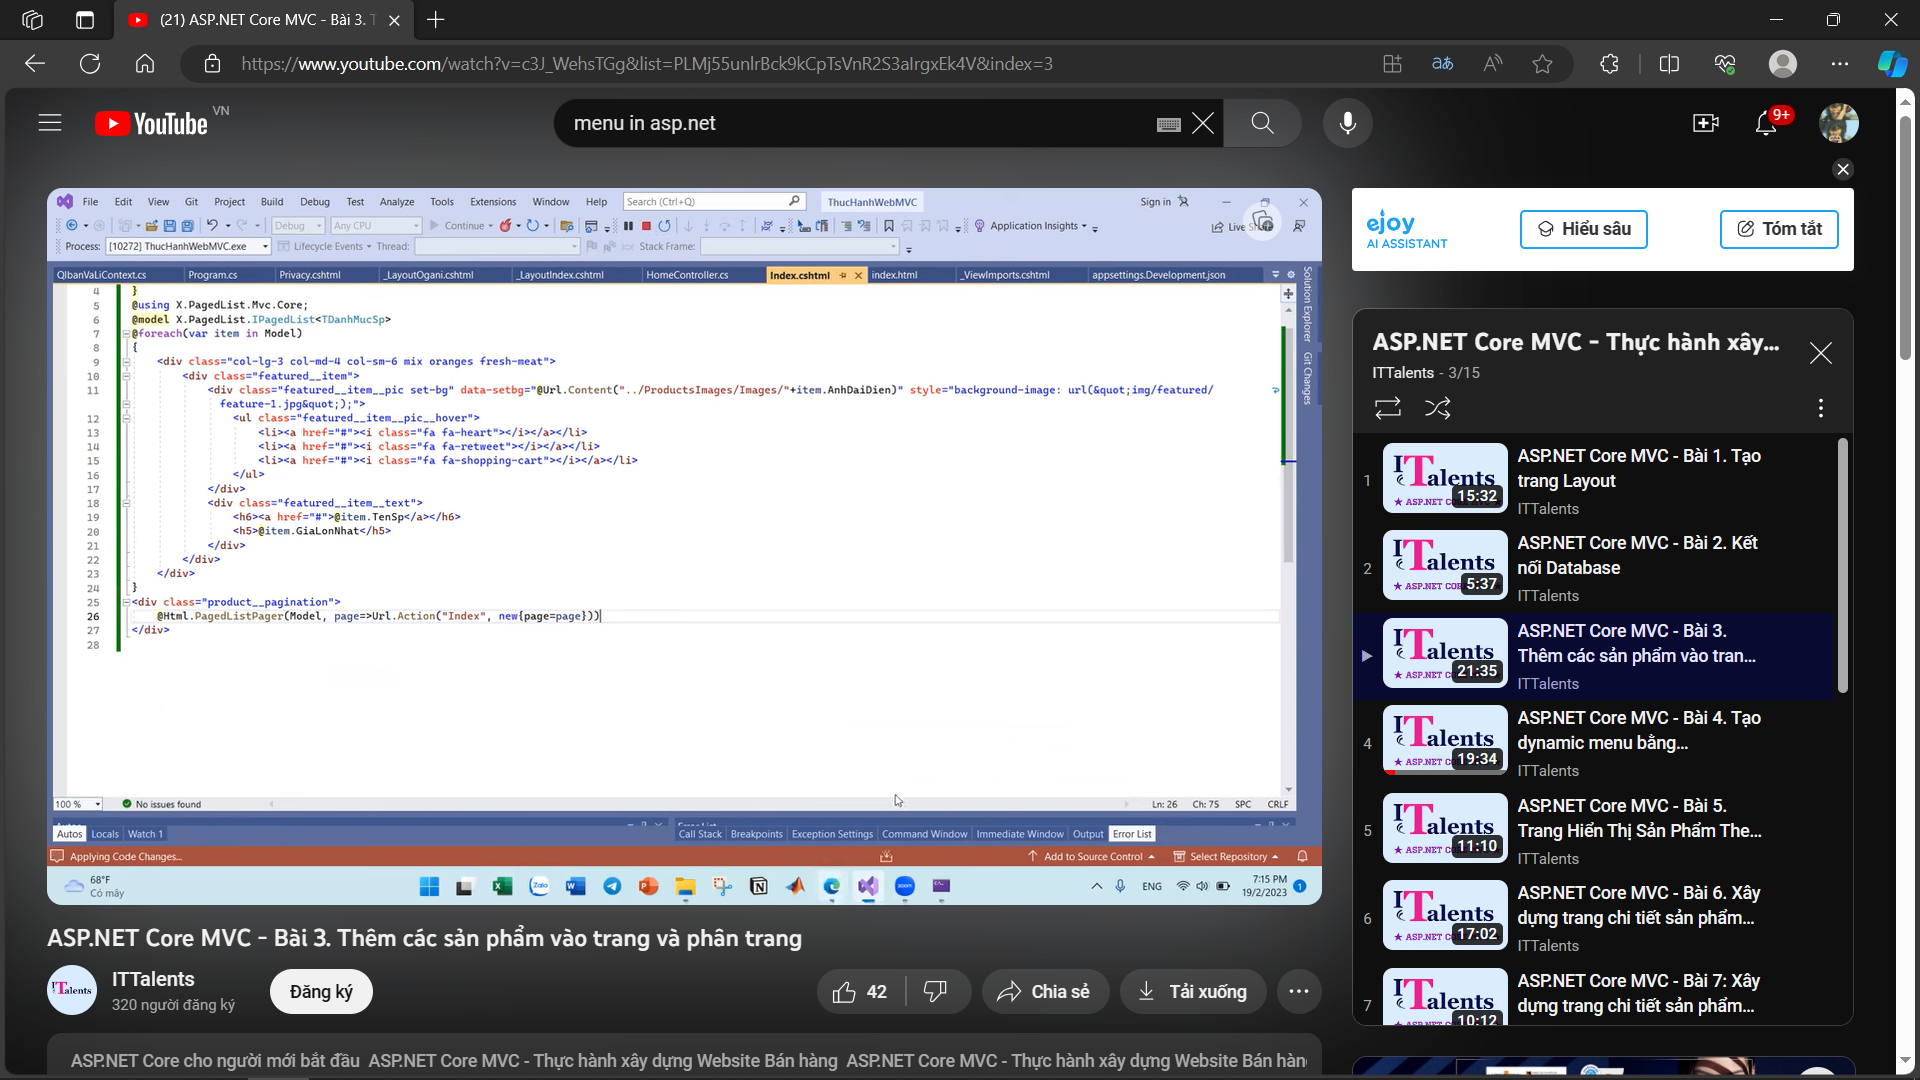 (21) ASP.NET Core MVC - Bài 3. T
https://www.youtube.com/watch?v=c3J_WehsTGg&list=PLMj55unlrBck9kCpTsVnR2S3alrgxEk4V&index=3
YouTube VN
menu in asp.net
9+
File Edit View Git Project Build Debug Test Analyze Tools Extensions Window Help Search (Ctrl+Q) ThucHanhWebMVC Sign in
Debug Any CPU Continue Application Insights Live Share
Process: [10272] ThucHanhWebMVC.exe Lifecycle Events Thread: Stack Frame:
QlbanVaLiContext.cs Program.cs Privacy.cshtml _LayoutOgani.cshtml _LayoutIndex.cshtml HomeController.cs Index.cshtml index.html _ViewImports.cshtml appsettings.Development.json
4 }
5 @using X.PagedList.Mvc.Core;
6 @model X.PagedList.IPagedList<TDanhMucSp>
7 @foreach(var item in Model)
8 {
9 <div class="col-lg-3 col-md-4 col-sm-6 mix oranges fresh-meat">
10 <div class="featured__item">
11 <div class="featured__item__pic set-bg" data-setbg="@Url.Content("../ProductsImages/Images/"+item.AnhDaiDien)" style="background-image: url(&quot;img/featured/
feature-1.jpg&quot;);">
12 <ul class="featured__item__pic__hover">
13 <li><a href="#"><i class="fa fa-heart"></i></a></li>
14 <li><a href="#"><i class="fa fa-retweet"></i></a></li>
15 <li><a href="#"><i class="fa fa-shopping-cart"></i></a></li>
16 </ul>
17 </div>
18 <div class="featured__item__text">
19 <h6><a href="#">@item.TenSp</a></h6>
20 <h5>@item.GiaLonNhat</h5>
21 </div>
22 </div>
23 </div>
24 }
25 <div class="product__pagination">
26 @Html.PagedListPager(Model, page=>Url.Action("Index", new{page=page}))
27 </div>
28
Solution Explorer
Git Changes
100 % No issues found Ln: 26 Ch: 75 SPC CRLF
Autos Locals Watch 1 Call Stack Breakpoints Exception Settings Command Window Immediate Window Output Error List
Applying Code Changes... Add to Source Control Select Repository
68°F
Có mây
Zalo
zoom
ENG
7:15 PM
19/2/2023
1
ASP.NET Core MVC - Bài 3. Thêm các sản phẩm vào trang và phân trang
ITTalents
320 người đăng ký
Đăng ký
42
Chia sẻ
Tải xuống
ASP.NET Core cho người mới bắt đầu ASP.NET Core MVC - Thực hành xây dựng Website Bán hàng ASP.NET Core MVC - Thực hành xây dựng Website Bán hàn
ejoy
AI ASSISTANT
Hiểu sâu
Tóm tắt
ASP.NET Core MVC - Thực hành xây...
ITTalents - 3/15
1
ITalents
15:32
ASP.NET Core MVC - Bài 1. Tạo
trang Layout
ITTalents
2
ITalents
5:37
ASP.NET Core MVC - Bài 2. Kết
nối Database
ITTalents
ITalents
21:35
ASP.NET Core MVC - Bài 3.
Thêm các sản phẩm vào tran...
ITTalents
4
ITalents
19:34
ASP.NET Core MVC - Bài 4. Tạo
dynamic menu bằng...
ITTalents
5
ITalents
11:10
ASP.NET Core MVC - Bài 5.
Trang Hiển Thị Sản Phẩm The...
ITTalents
6
ITalents
17:02
ASP.NET Core MVC - Bài 6. Xây
dựng trang chi tiết sản phẩm...
ITTalents
7
ITalents
10:12
ASP.NET Core MVC - Bài 7: Xây
dựng trang chi tiết sản phẩm...